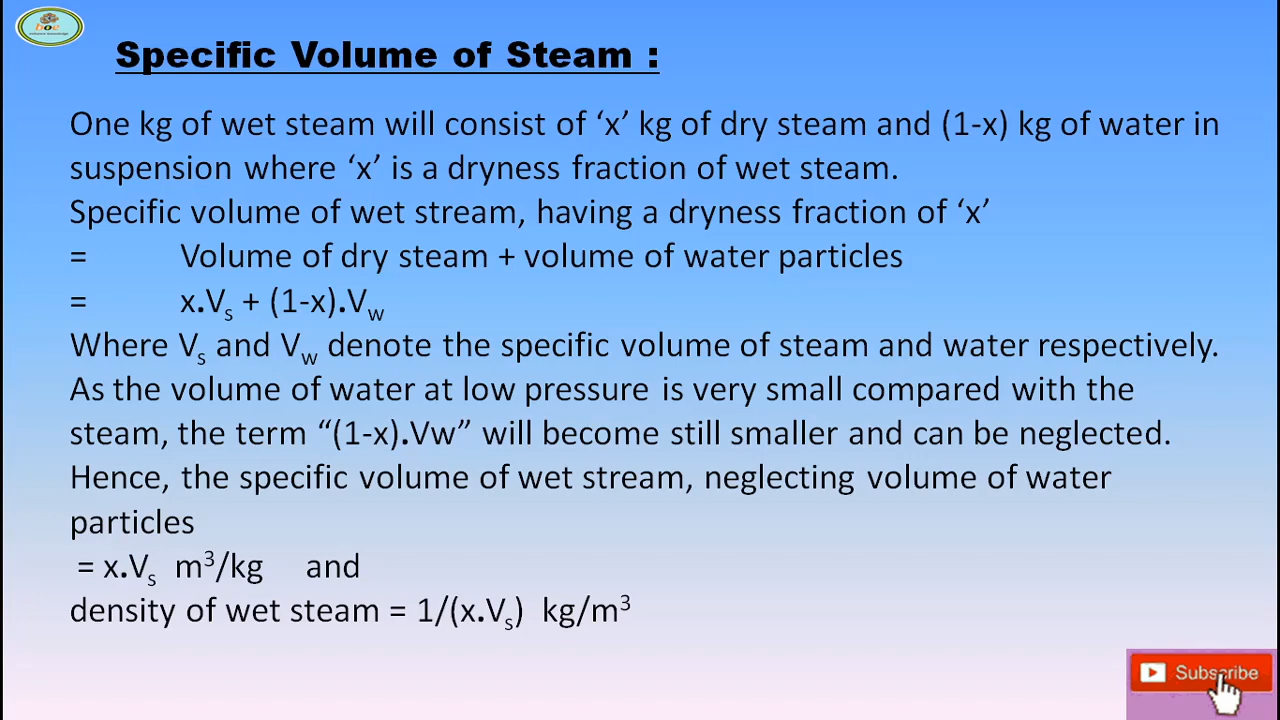 Specific Volume of Steam :
One kg of wet steam will consist of ‘x’ kg of dry steam and (1-x) kg of water in
suspension where ‘x’ is a dryness fraction of wet steam.
Specific volume of wet stream, having a dryness fraction of ‘x’
= Volume of dry steam + volume of water particles
= x.Vs + (1-x).Vw
Where Vs and Vw denote the specific volume of steam and water respectively.
As the volume of water at low pressure is very small compared with the
steam, the term “(1-x).Vw” will become still smaller and can be neglected.
Hence, the specific volume of wet stream, neglecting volume of water
particles
= x.Vs m³/kg and
density of wet steam = 1/(x.Vs) kg/m³
Subscribe